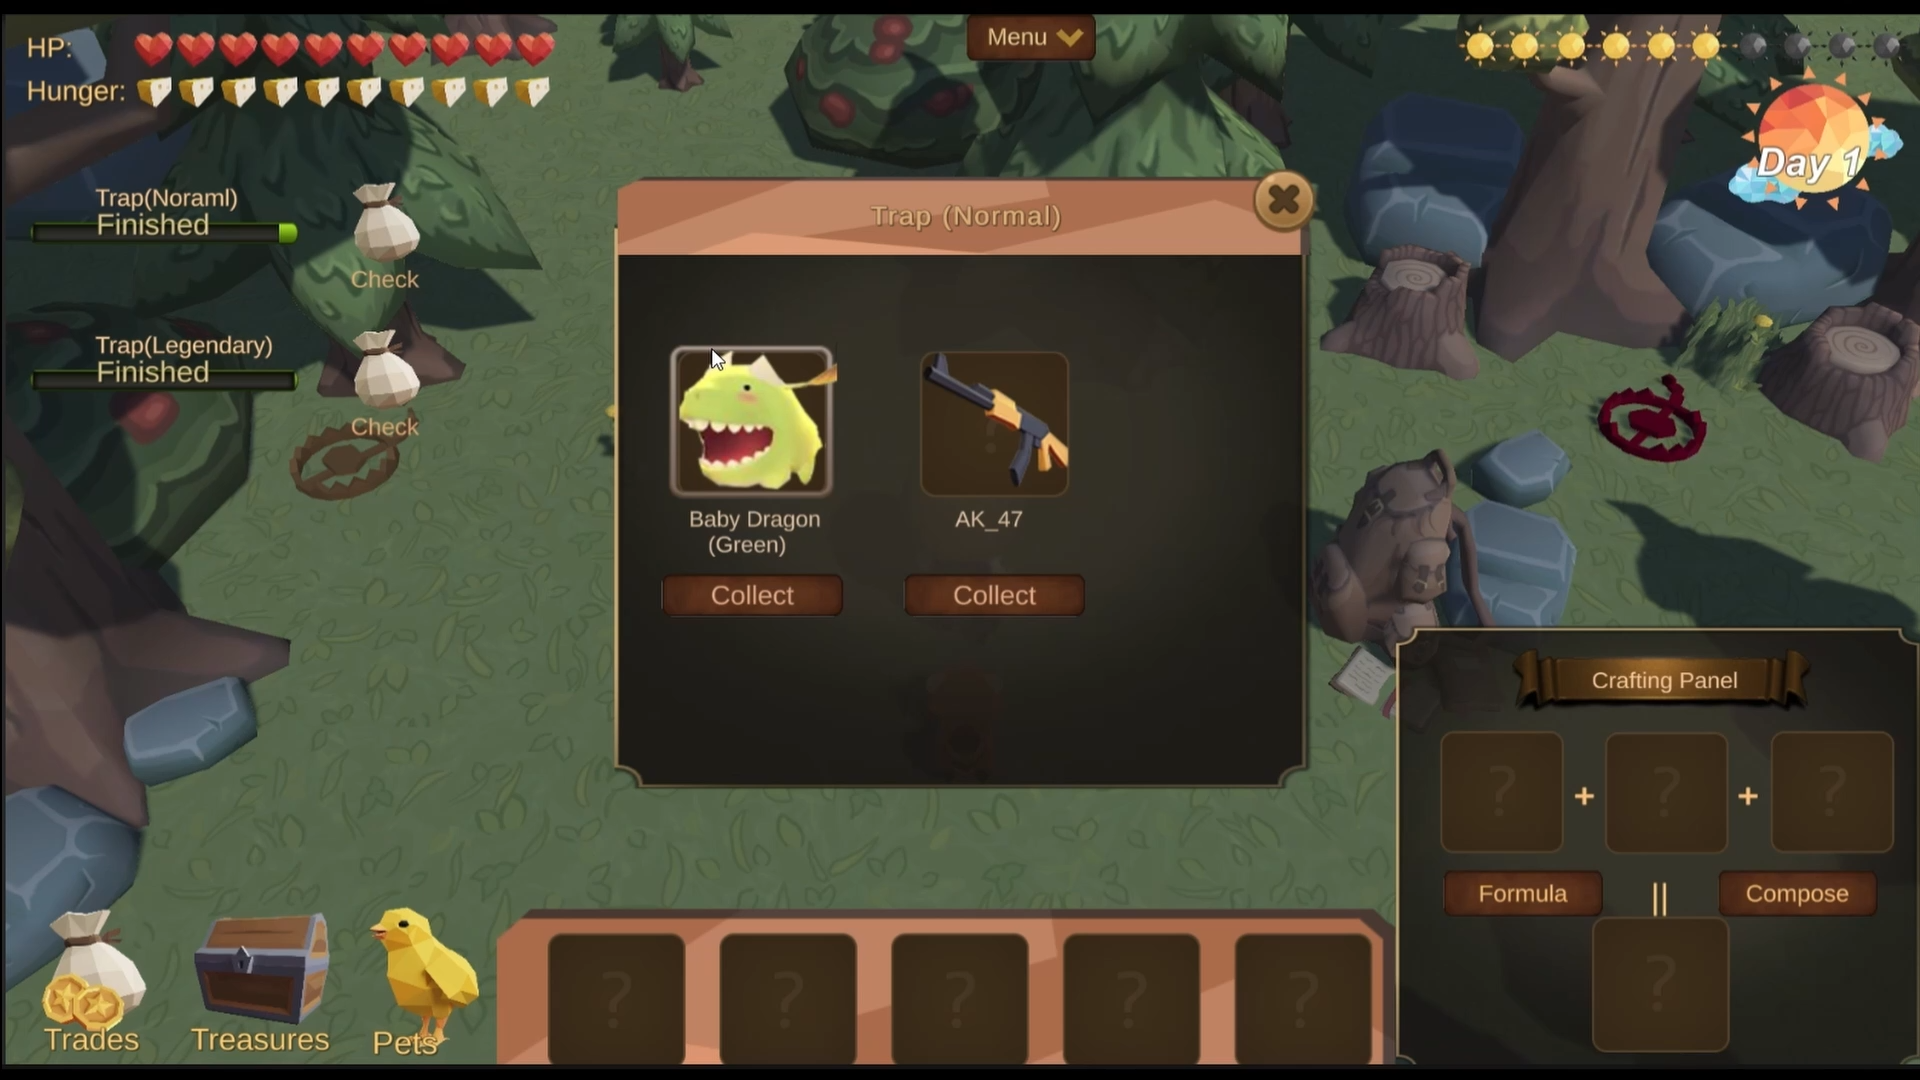 HP:
Hunger:
Menu
Day 1
Trap(Noraml)
Finished
Check
Trap(Legendary)
Finished
Check
Trap (Normal)
Baby Dragon
(Green)
AK_47
Collect
Collect
Crafting Panel
?
+
?
+
?
Formula
||
Compose
?
Trades
Treasures
Pets
?
?
?
?
?